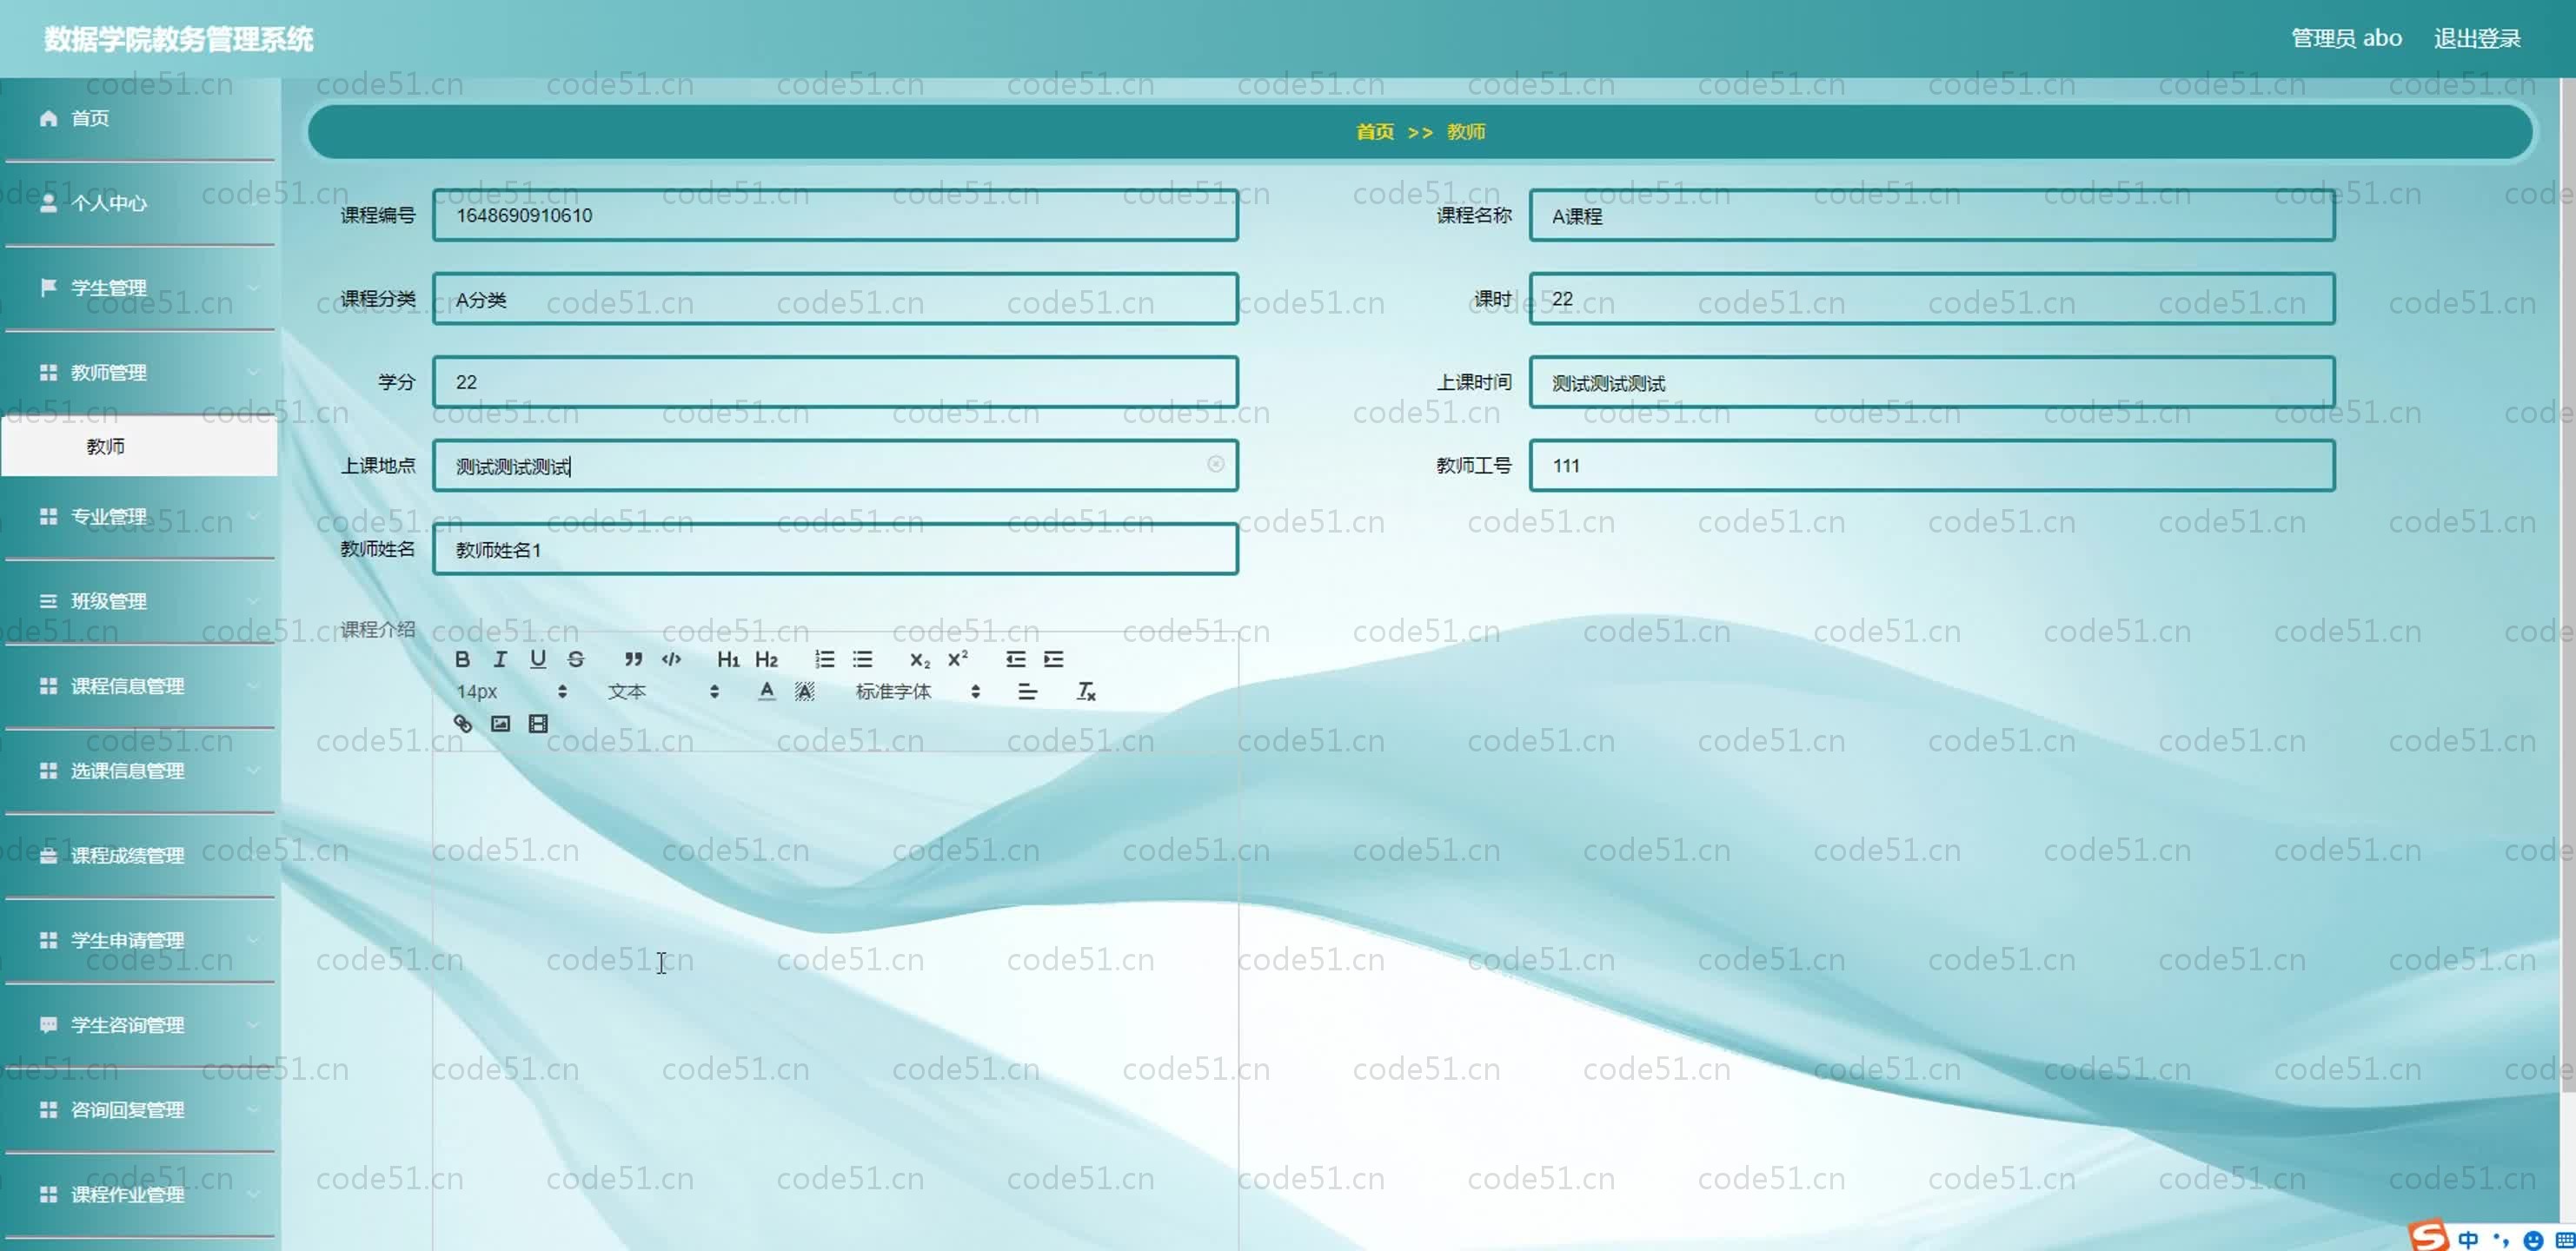 数据学院教务管理系统
管理员 abo 退出登录
首页
个人中心
学生管理
教师管理
教师
专业管理
班级管理
课程信息管理
选课信息管理
课程成绩管理
学生申请管理
学生咨询管理
咨询回复管理
课程作业管理
首页 >> 教师
课程编号 1648690910610 课程名称 A课程
课程分类 A分类 课时 22
学分 22 上课时间 测试测试测试
上课地点 测试测试测试 教师工号 111
教师姓名 教师姓名1
课程介绍
B I U S ” </> H1 H2 X2 X²
14px 文本 A A 标准字体 Tx
code51.cn
S 中